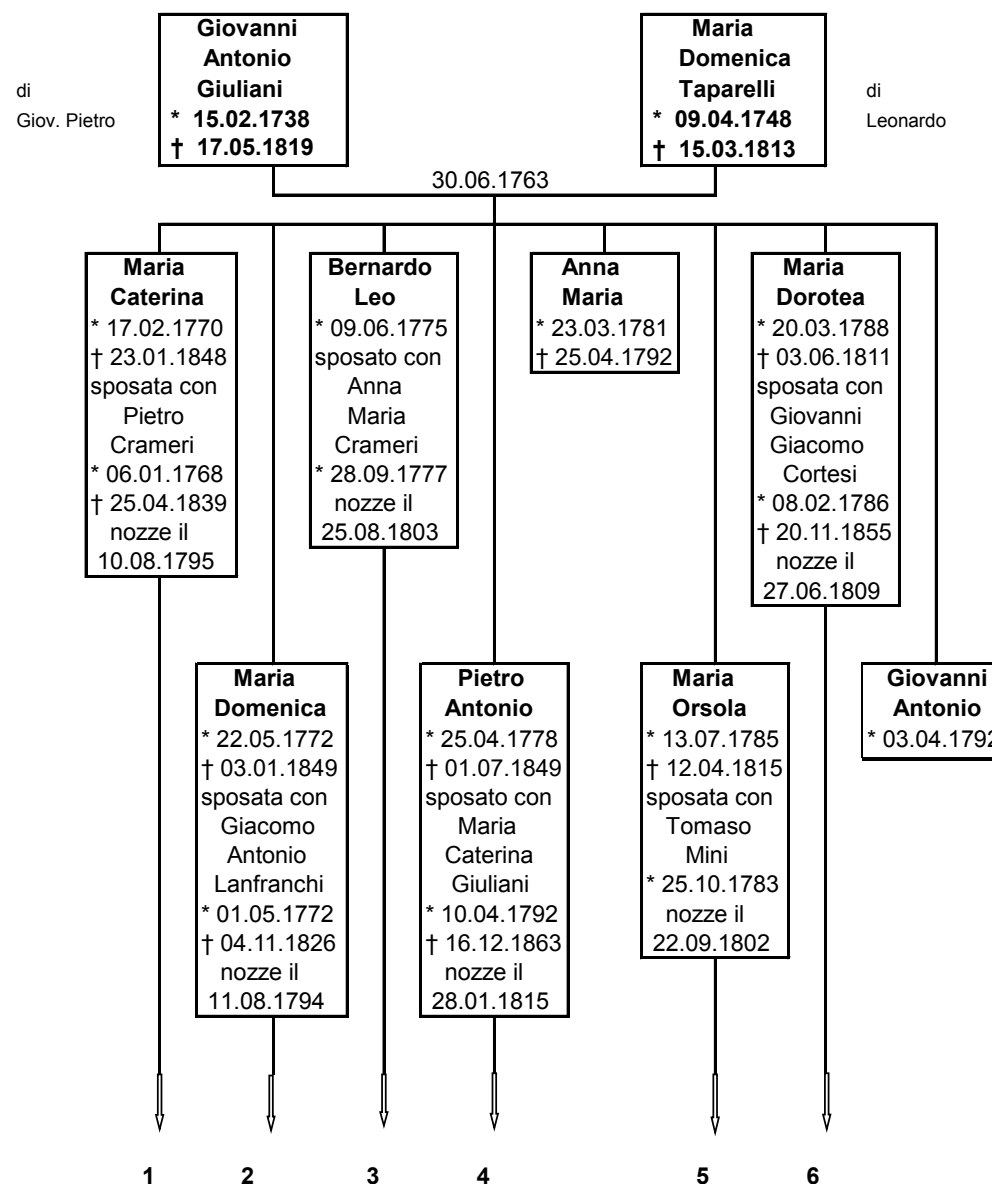 Giovanni
Antonio
Giuliani
* 15.02.1738
† 17.05.1819
di
Giov. Pietro
Maria
Domenica
Taparelli
* 09.04.1748
† 15.03.1813
di
Leonardo
30.06.1763
Maria
Caterina
* 17.02.1770
† 23.01.1848
sposata con
Pietro
Crameri
* 06.01.1768
† 25.04.1839
nozze il
10.08.1795
Bernardo
Leo
* 09.06.1775
sposato con
Anna
Maria
Crameri
* 28.09.1777
nozze il
25.08.1803
Anna
Maria
* 23.03.1781
† 25.04.1792
Maria
Dorotea
* 20.03.1788
† 03.06.1811
sposata con
Giovanni
Giacomo
Cortesi
* 08.02.1786
† 20.11.1855
nozze il
27.06.1809
Maria
Domenica
* 22.05.1772
† 03.01.1849
sposata con
Giacomo
Antonio
Lanfranchi
* 01.05.1772
† 04.11.1826
nozze il
11.08.1794
Pietro
Antonio
* 25.04.1778
† 01.07.1849
sposato con
Maria
Caterina
Giuliani
* 10.04.1792
† 16.12.1863
nozze il
28.01.1815
Maria
Orsola
* 13.07.1785
† 12.04.1815
sposata con
Tomaso
Mini
* 25.10.1783
nozze il
22.09.1802
Giovanni
Antonio
* 03.04.1792
1 2 3 4 5 6